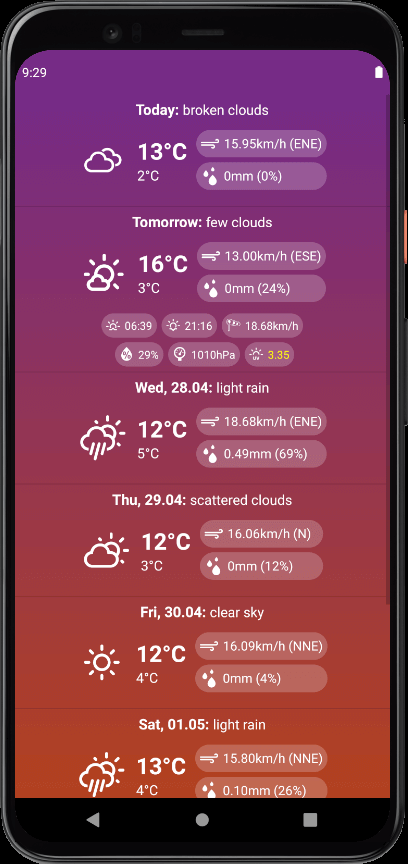 9:29
Today: broken clouds
13°C
15.95km/h (ENE)
2°C
0mm (0%)
Tomorrow: few clouds
16°C
13.00km/h (ESE)
3°C
0mm (24%)
06:39 21:16 18.68km/h
29% 1010hPa UV 3.35
Wed, 28.04: light rain
12°C
18.68km/h (ENE)
5°C
0.49mm (69%)
Thu, 29.04: scattered clouds
12°C
16.06km/h (N)
3°C
0mm (12%)
Fri, 30.04: clear sky
12°C
16.09km/h (NNE)
4°C
0mm (4%)
Sat, 01.05: light rain
13°C
15.80km/h (NNE)
4°C
0.10mm (26%)